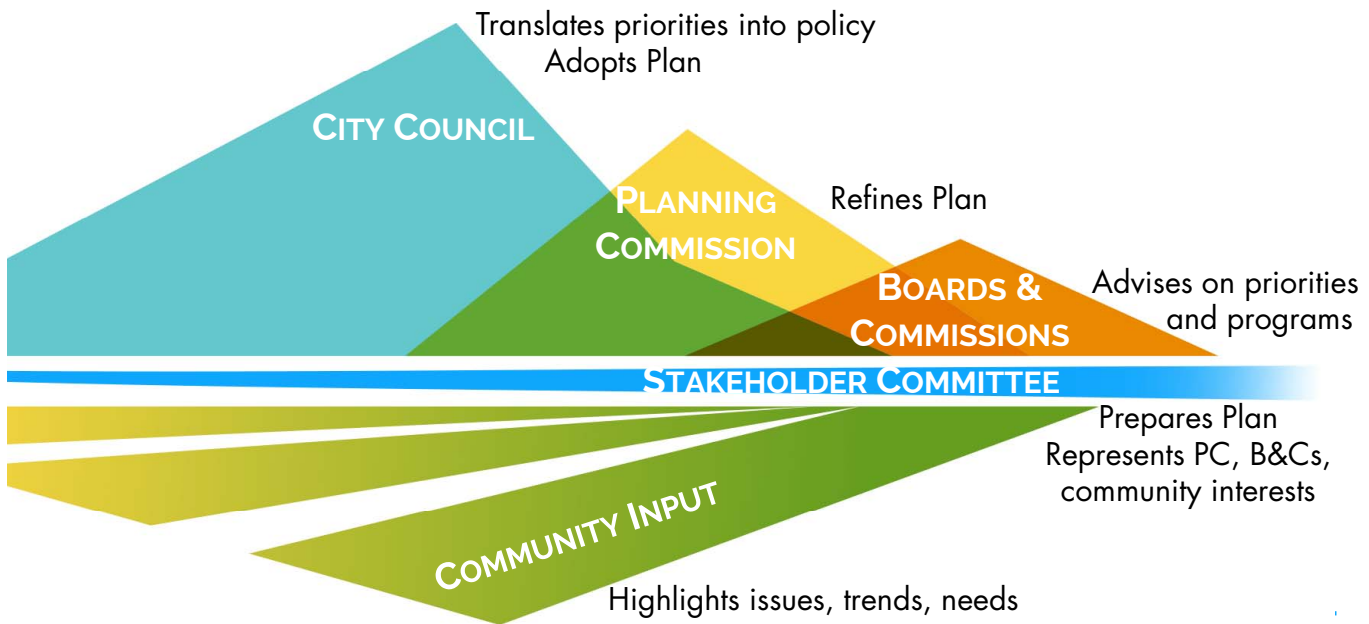 Translates priorities into policy
Adopts Plan
CITY COUNCIL
PLANNING
COMMISSION
Refines Plan
BOARDS &
COMMISSIONS
Advises on priorities
and programs
STAKEHOLDER COMMITTEE
Prepares Plan
Represents PC, B&Cs,
community interests
COMMUNITY INPUT
Highlights issues, trends, needs